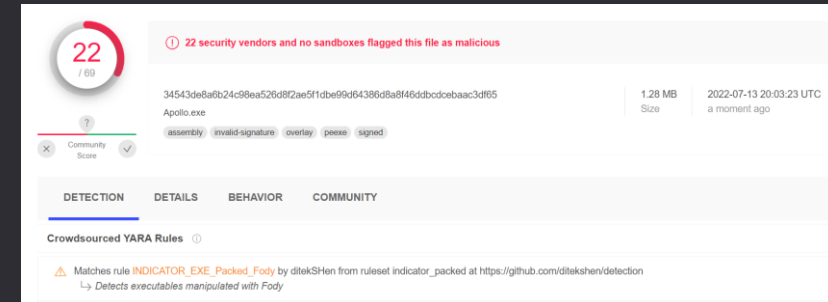 22
/ 69
22 security vendors and no sandboxes flagged this file as malicious
34543de8a6b24c98ea526d8f2ae5f1dbe99d64386d8a8f46ddbcdcebaac3df65
Apollo.exe
assembly invalid-signature overlay peexe signed
1.28 MB
Size
2022-07-13 20:03:23 UTC
a moment ago
?
Community
Score
DETECTION DETAILS BEHAVIOR COMMUNITY
Crowdsourced YARA Rules
Matches rule INDICATOR_EXE_Packed_Fody by ditekSHen from ruleset indicator_packed at https://github.com/ditekshen/detection
Detects executables manipulated with Fody